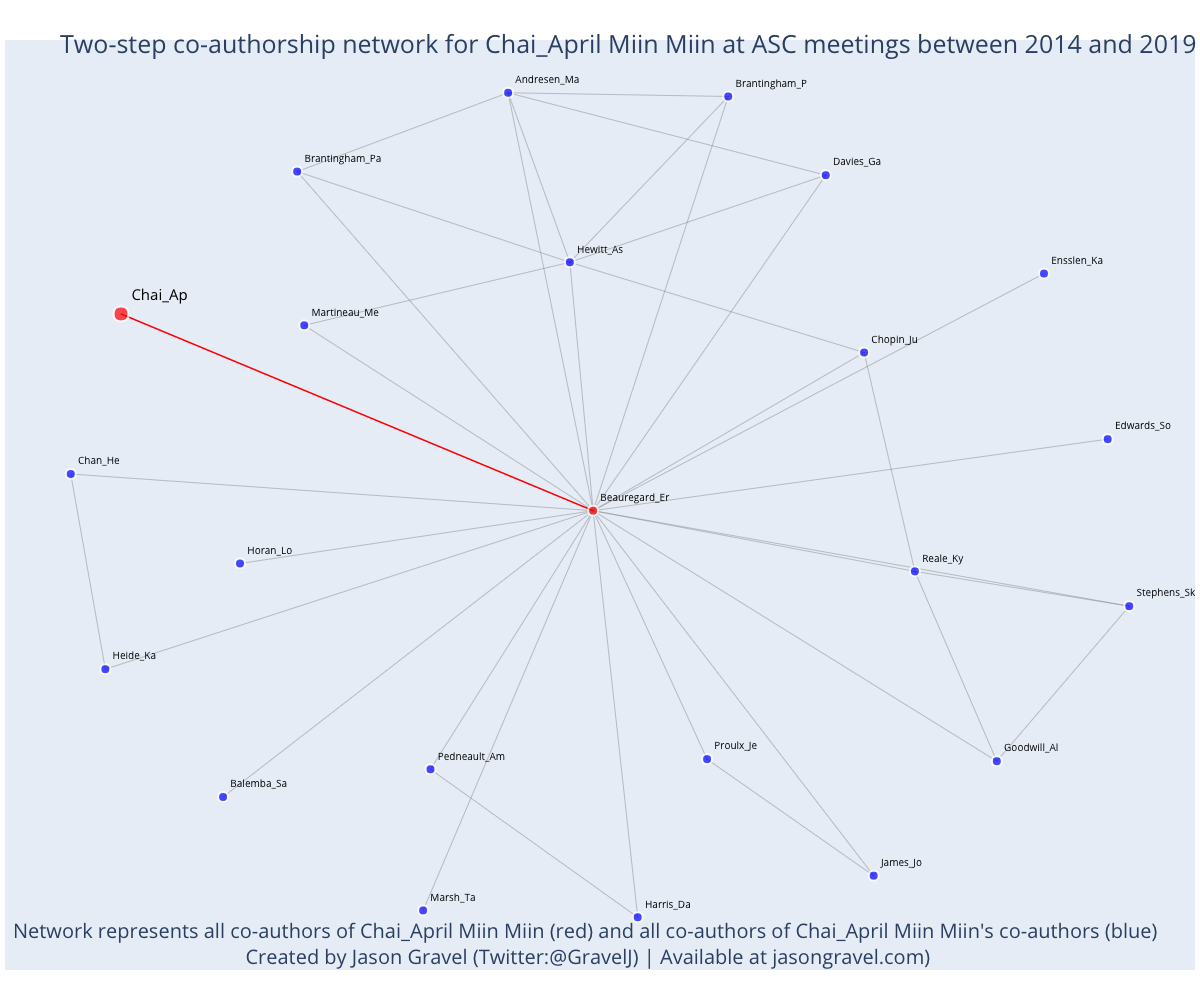 Two-step co-authorship network for Chai_April Miin Miin at ASC meetings between 2014 and 2019
Andresen_Ma
Brantingham_P
Brantingham_Pa
Davies_Ga
Hewitt_As
Ensslen_Ka
Chai_Ap
Martineau_Me
Chopin_Ju
Edwards_So
Chan_He
Beauregard_Er
Horan_Lo
Reale_Ky
Stephens_Sk
Heide_Ka
Proulx_Je
Goodwill_Al
Pedneault_Am
Balemba_Sa
James_Jo
Marsh_Ta
Harris_Da
Network represents all co-authors of Chai_April Miin Miin (red) and all co-authors of Chai_April Miin Miin's co-authors (blue)
Created by Jason Gravel (Twitter:@GravelJ) | Available at jasongravel.com)